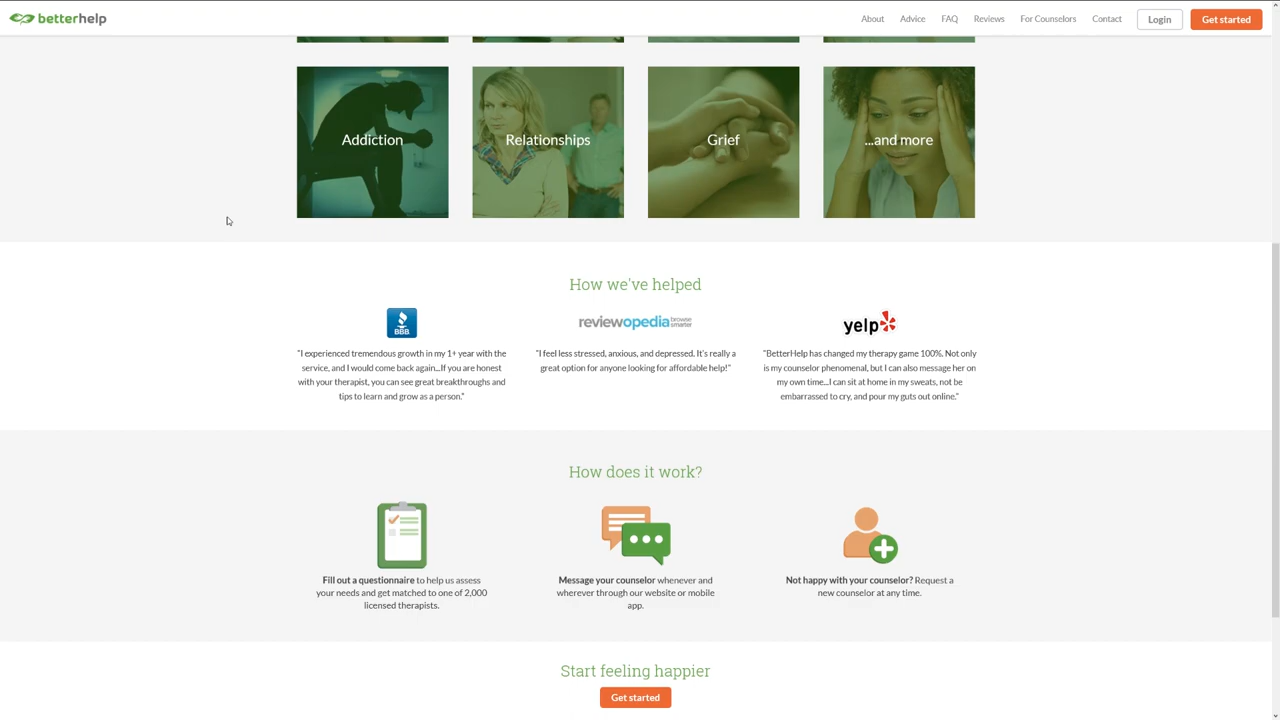 betterhelp
About Advice FAQ Reviews For Counselors Contact Login Get started
Addiction Relationships Grief ...and more
How we've helped
BBB
reviewopedia browse smarter
yelp
"I experienced tremendous growth in my 1+ year with the
service, and I would come back again...If you are honest
with your therapist, you can see great breakthroughs and
tips to learn and grow as a person."
"I feel less stressed, anxious, and depressed. It's really a
great option for anyone looking for affordable help!"
"BetterHelp has changed my therapy game 100%. Not only
is my counselor phenomenal, but I can also message her on
my own time...I can sit at home in my sweats, not be
embarrassed to cry, and pour my guts out online."
How does it work?
Fill out a questionnaire to help us assess
your needs and get matched to one of 2,000
licensed therapists.
Message your counselor whenever and
wherever through our website or mobile
app.
Not happy with your counselor? Request a
new counselor at any time.
Start feeling happier
Get started